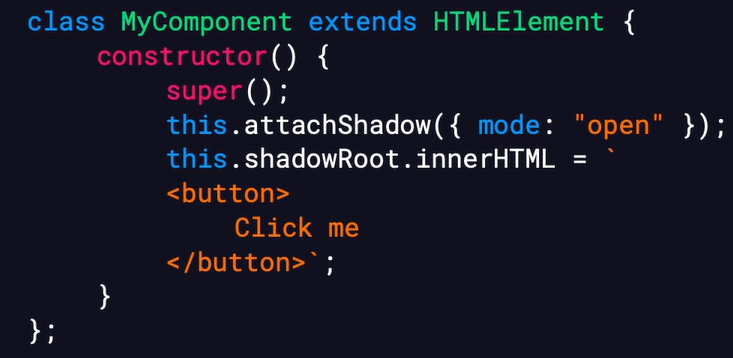 class MyComponent extends HTMLElement {
constructor() {
super();
this.attachShadow({ mode: "open" });
this.shadowRoot.innerHTML = `
<button>
Click me
</button>`;
}
};